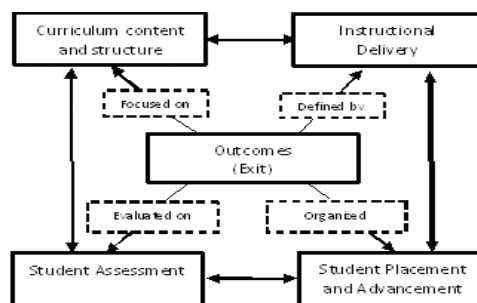 Curriculum content
and structure
Instructional
Delivery
Focused on
Defined by
Outcomes
(Exit)
Evaluated on
Organized
Student Assessment
Student Placement
and Advancement